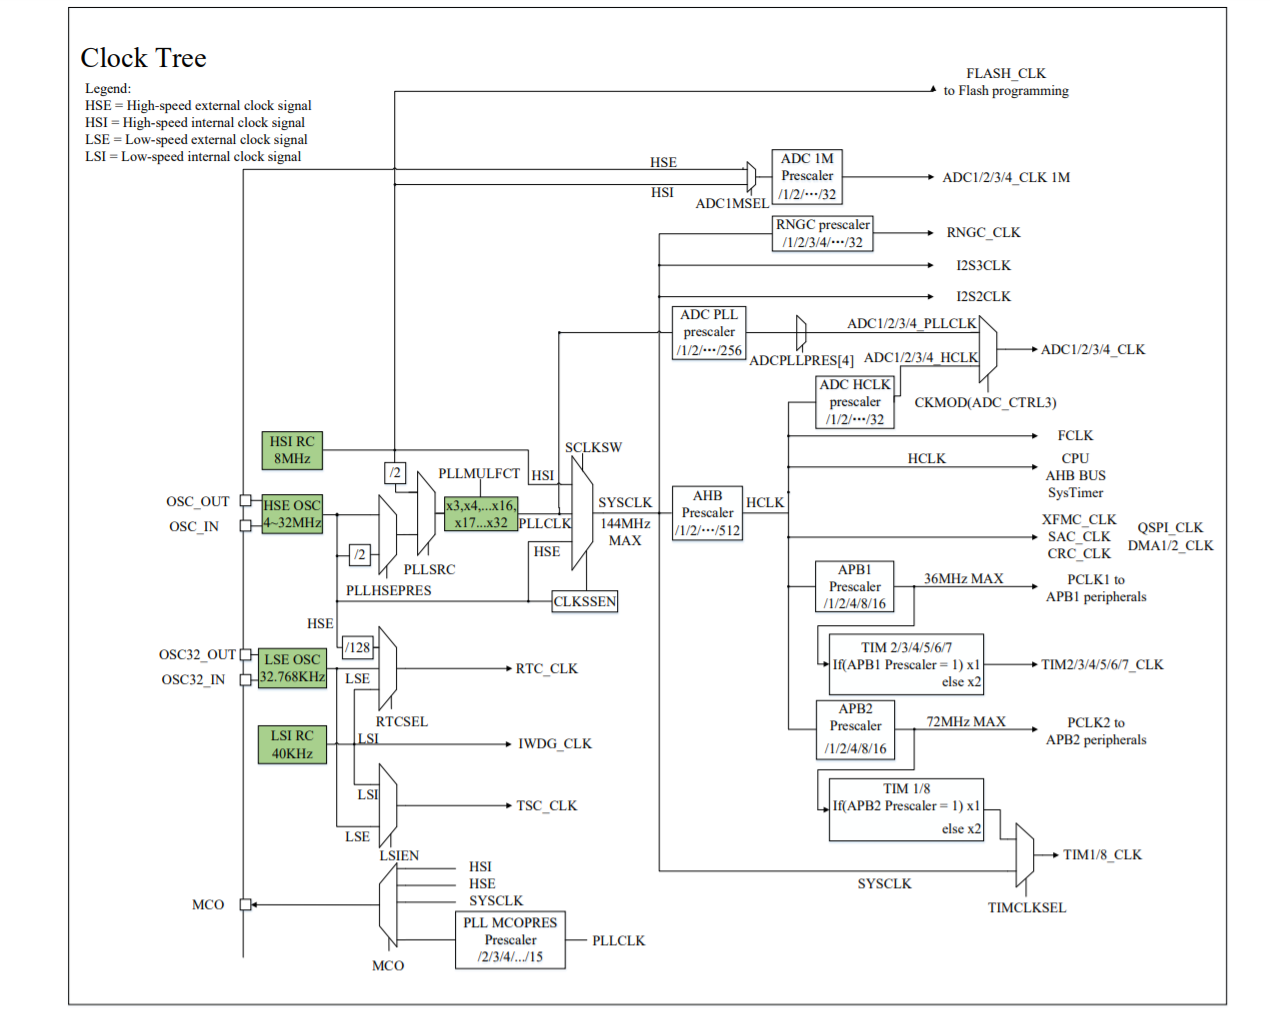 Clock Tree
Legend:
HSE = High-speed external clock signal
HSI = High-speed internal clock signal
LSE = Low-speed external clock signal
LSI = Low-speed internal clock signal
FLASH_CLK
to Flash programming
HSE
HSI
ADC1MSEL
ADC 1M
Prescaler
/1/2/···/32
ADC1/2/3/4_CLK 1M
RNGC prescaler
/1/2/3/4/···/32
RNGC_CLK
I2S3CLK
I2S2CLK
ADC PLL
prescaler
/1/2/···/256
ADCPLLPRES[4]
ADC1/2/3/4_PLLCLK
ADC1/2/3/4_HCLK
ADC1/2/3/4_CLK
CKMOD(ADC_CTRL3)
ADC HCLK
prescaler
/1/2/···/32
FCLK
HCLK
CPU
AHB BUS
SysTimer
XFMC_CLK
SAC_CLK
CRC_CLK
QSPI_CLK
DMA1/2_CLK
HSI RC
8MHz
/2
PLLMULFCT
HSI
SCLKSW
OSC_OUT
OSC_IN
HSE OSC
4~32MHz
x3,x4,...x16,
x17...x32
PLLCLK
HSE
SYSCLK
144MHz
MAX
AHB
Prescaler
/1/2/···/512
HCLK
/2
PLLSRC
PLLHSEPRES
CLKSSEN
APB1
Prescaler
/1/2/4/8/16
36MHz MAX
PCLK1 to
APB1 peripherals
HSE
/128
OSC32_OUT
OSC32_IN
LSE OSC
32.768KHz
LSE
RTC_CLK
RTCSEL
TIM 2/3/4/5/6/7
If(APB1 Prescaler = 1) x1
else x2
TIM2/3/4/5/6/7_CLK
LSI RC
40KHz
LSI
IWDG_CLK
APB2
Prescaler
/1/2/4/8/16
72MHz MAX
PCLK2 to
APB2 peripherals
LSI
LSE
TSC_CLK
LSIEN
TIM 1/8
If(APB2 Prescaler = 1) x1
else x2
TIM1/8_CLK
SYSCLK
TIMCLKSEL
HSI
HSE
SYSCLK
MCO
PLL MCOPRES
Prescaler
/2/3/4/.../15
PLLCLK
MCO